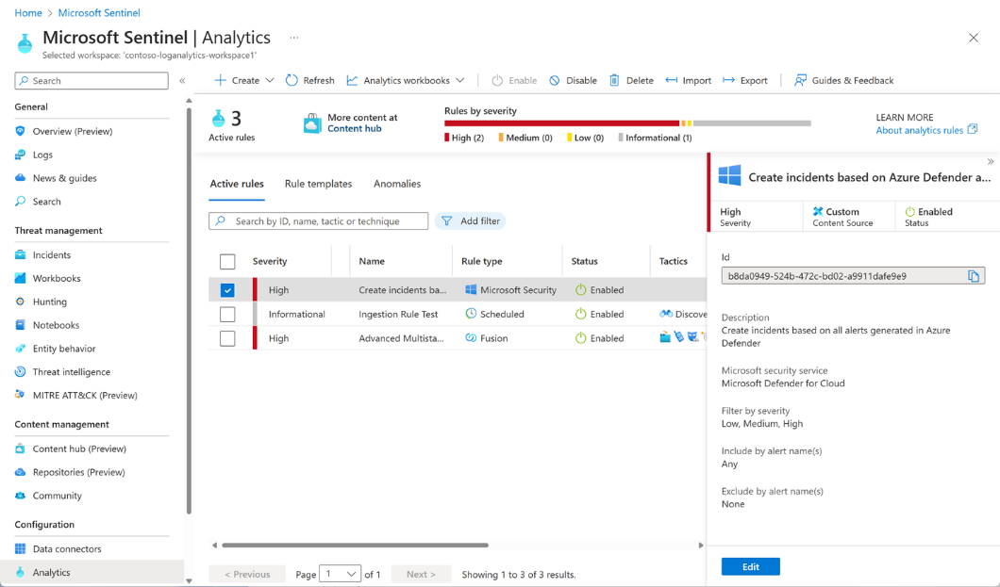 Home > Microsoft Sentinel
Microsoft Sentinel | Analytics ...
Selected workspace: 'contoso-loganalytics-workspace1'
Search «
Create Refresh Analytics workbooks Enable Disable Delete Import Export Guides & Feedback
General
Overview (Preview)
Logs
News & guides
Search
Threat management
Incidents
Workbooks
Hunting
Notebooks
Entity behavior
Threat intelligence
MITRE ATT&CK (Preview)
Content management
Content hub (Preview)
Repositories (Preview)
Community
Configuration
Data connectors
Analytics
3
Active rules
More content at
Content hub
Rules by severity
High (2) Medium (0) Low (0) Informational (1)
LEARN MORE
About analytics rules
Active rules Rule templates Anomalies
Search by ID, name, tactic or technique Add filter
Severity Name Rule type Status Tactics
High Create incidents ba... Microsoft Security Enabled
Informational Ingestion Rule Test Scheduled Enabled Discove
High Advanced Multista... Fusion Enabled
< Previous Page 1 of 1 Next > Showing 1 to 3 of 3 results.
»
Create incidents based on Azure Defender a...
High Custom Enabled
Severity Content Source Status
Id
b8da0949-524b-472c-bd02-a9911dafe9e9
Description
Create incidents based on all alerts generated in Azure
Defender
Microsoft security service
Microsoft Defender for Cloud
Filter by severity
Low, Medium, High
Include by alert name(s)
Any
Exclude by alert name(s)
None
Edit